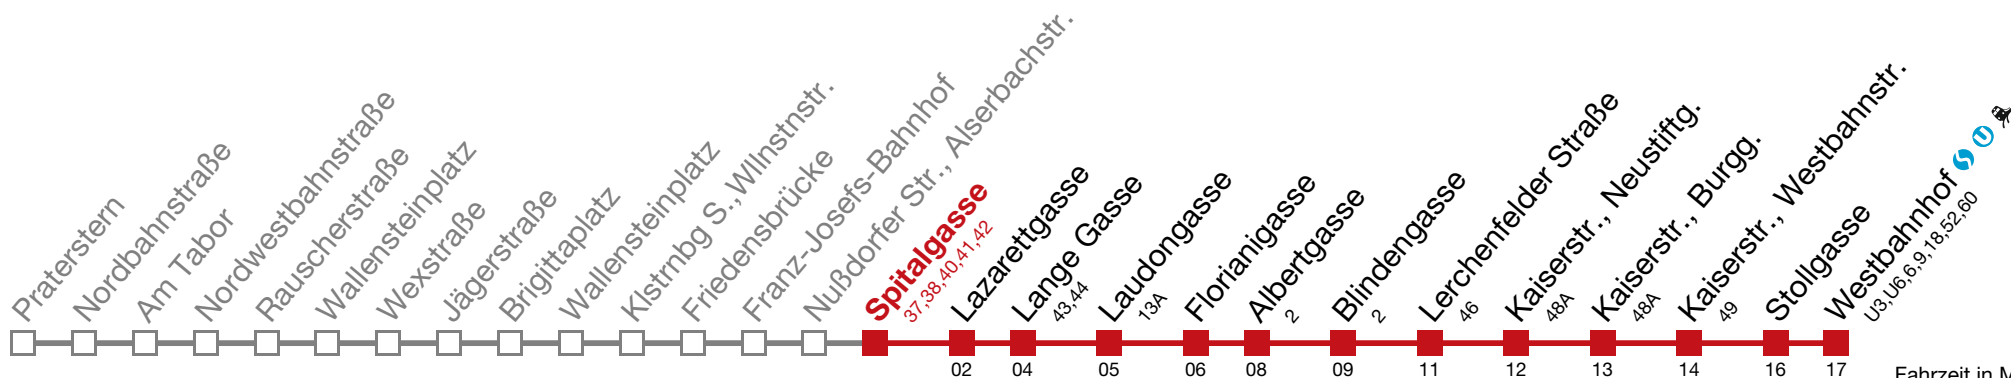 Praterstern
Nordbahnstraße
Am Tabor
Nordwestbahnstraße
Rauscherstraße
Wallensteinplatz
Wexstraße
Jägerstraße
Brigittaplatz
Wallensteinplatz
Klstrnbg S.,Wllnstnstr.
Friedensbrücke
Franz-Josefs-Bahnhof
Nußdorfer Str., Alserbachstr.
Spitalgasse
37,38,40,41,42
Lazarettgasse
Lange Gasse
43,44
Laudongasse
13A
Florianigasse
Albertgasse
2
Blindengasse
2
Lerchenfelder Straße
46
Kaiserstr., Neustiftg.
48A
Kaiserstr., Burgg.
48A
Kaiserstr., Westbahnstr.
49
Stollgasse
Westbahnhof S U
U3,U6,6,9,18,52,60
02 04 05 06 08 09 11 12 13 14 16 17
Fahrzeit in M